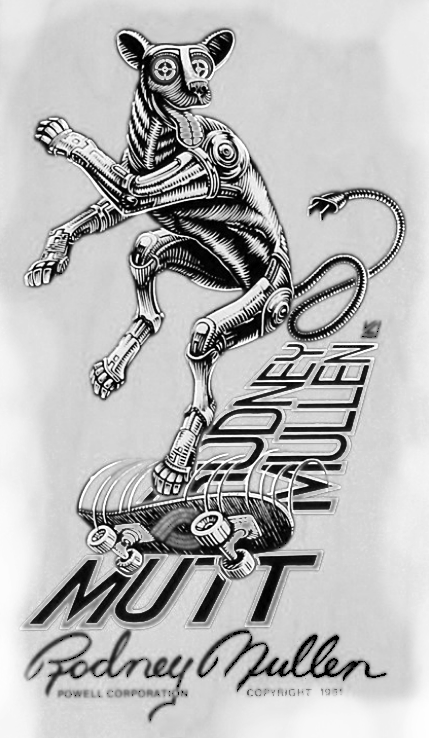 RODNEY
MULLEN
MUTT
Rodney Mullen
POWELL CORPORATION COPYRIGHT 1981